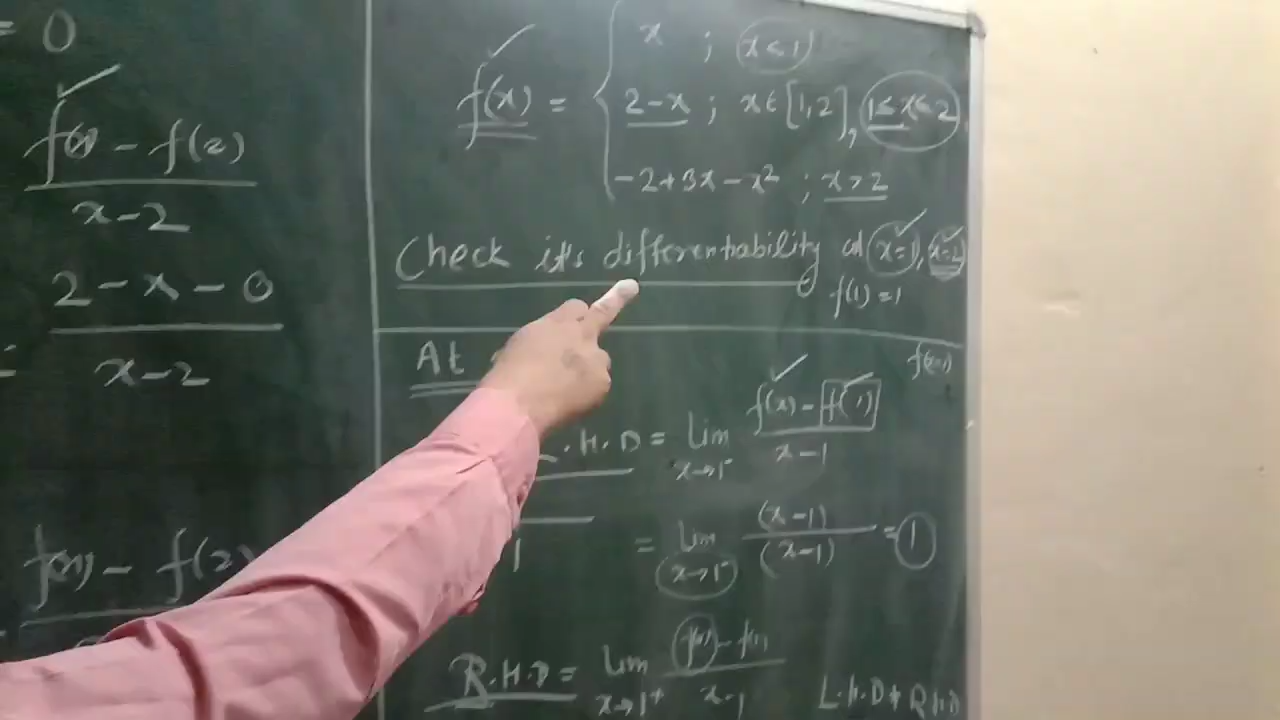 = 0
f(x) - f(2)
x-2
2 - x - 0
x-2
f(x) - f(2)
f(x) = { x ; x < 1
2-x ; x ∈ [1,2], 1 ≤ x ≤ 2
-2+3x-x² ; x > 2
Check it's differentiability at x=1, x=2
f(1) = 1
At
L.H.D = lim x→1⁻ f(x) - f(1)
x-1
= lim x→1⁻ (x-1)
(x-1) = 1
1
R.H.D = lim x→1⁺ f(x) - f(1)
x-1
L.H.D ≠ R.H.D